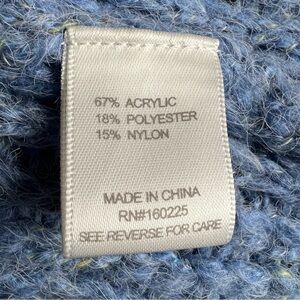 67% ACRYLIC
18% POLYESTER
15% NYLON
MADE IN CHINA
RN#160225
SEE REVERSE FOR CARE